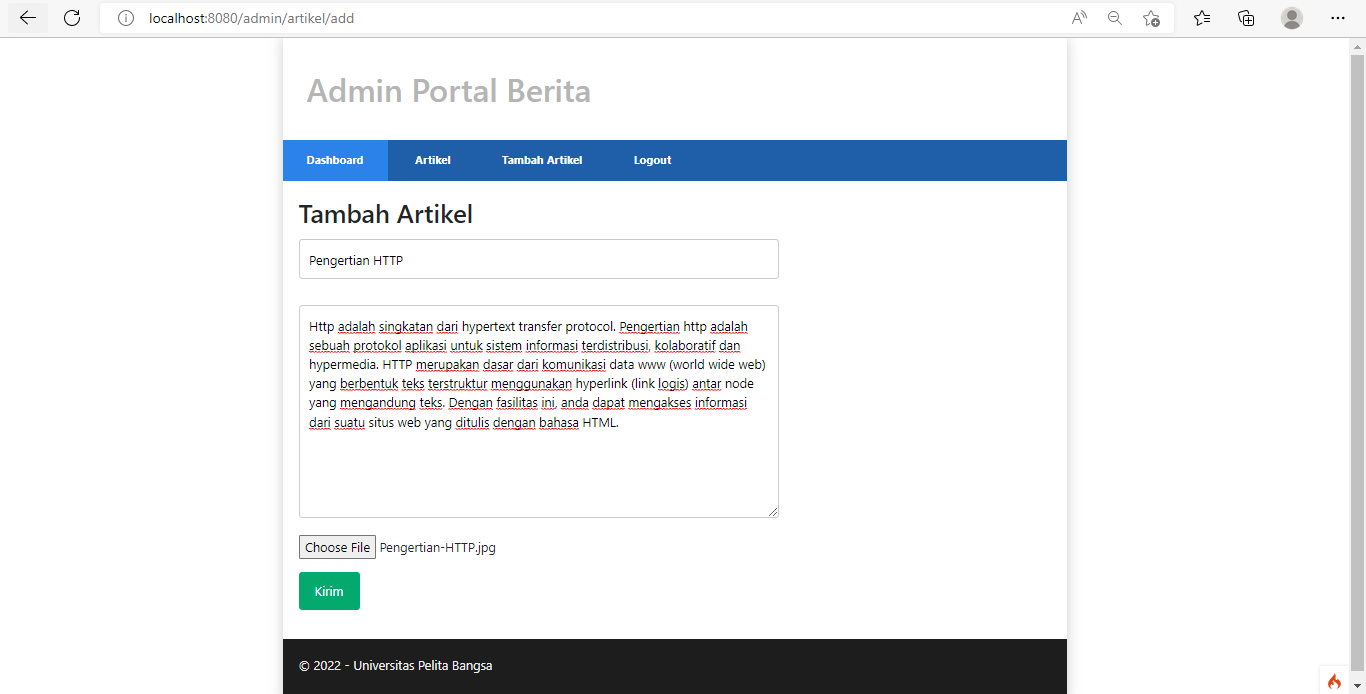 localhost:8080/admin/artikel/add
Admin Portal Berita
Dashboard Artikel Tambah Artikel Logout
Tambah Artikel
Pengertian HTTP
Http adalah singkatan dari hypertext transfer protocol. Pengertian http adalah
sebuah protokol aplikasi untuk sistem informasi terdistribusi, kolaboratif dan
hypermedia. HTTP merupakan dasar dari komunikasi data www (world wide web)
yang berbentuk teks terstruktur menggunakan hyperlink (link logis) antar node
yang mengandung teks. Dengan fasilitas ini, anda dapat mengakses informasi
dari suatu situs web yang ditulis dengan bahasa HTML.
Choose File Pengertian-HTTP.jpg
Kirim
© 2022 - Universitas Pelita Bangsa